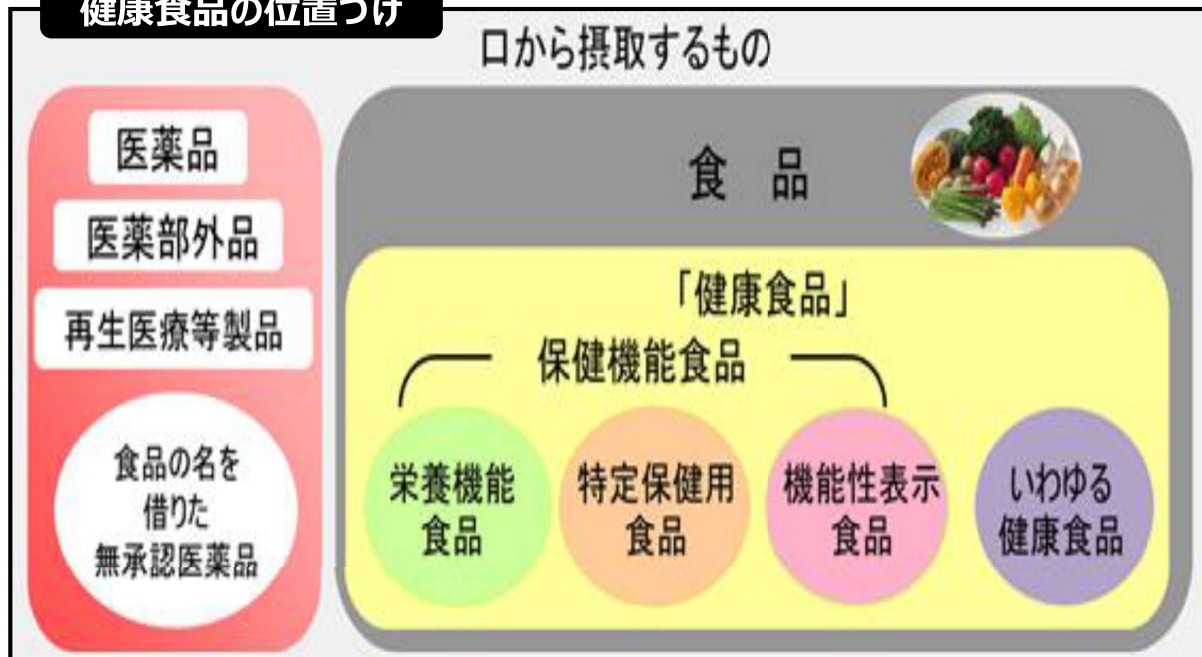 健康食品の位置づけ
口から摂取するもの
医薬品
医薬部外品
再生医療等製品
食品の名を
借りた
無承認医薬品
食 品
「健康食品」
保健機能食品
栄養機能
食品
特定保健用
食品
機能性表示
食品
いわゆる
健康食品